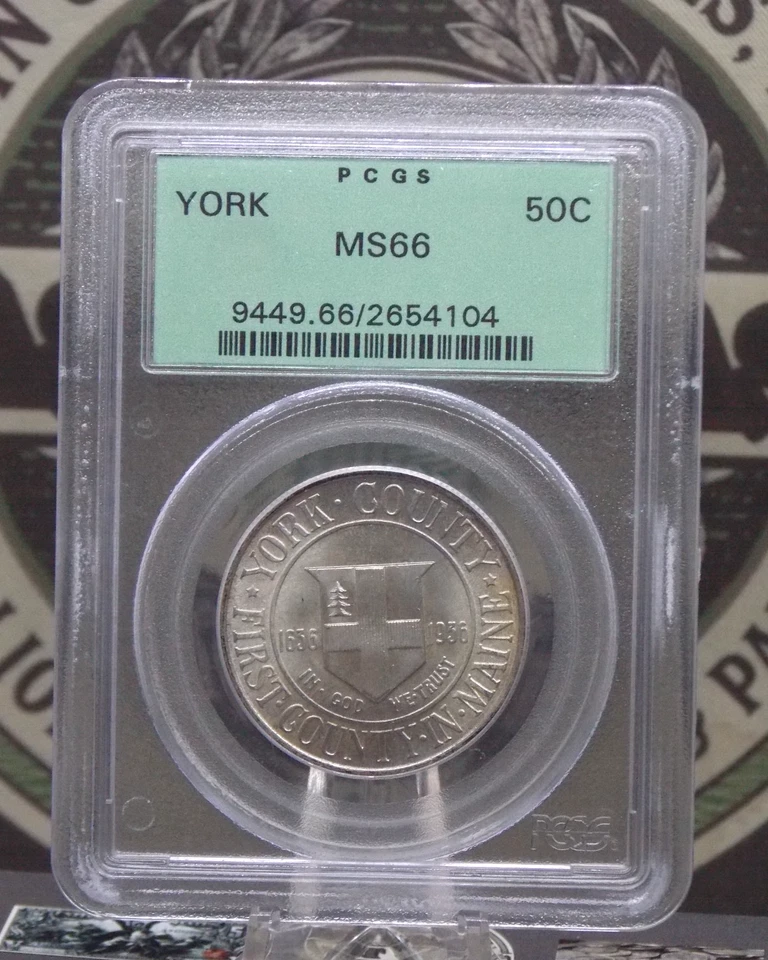 PCGS
YORK 50C
MS66
9449.66/2654104
YORK · COUNTY
FIRST · COUNTY · IN · MAINE
1636 1936
IN · GOD WE · TRUST
PCGS